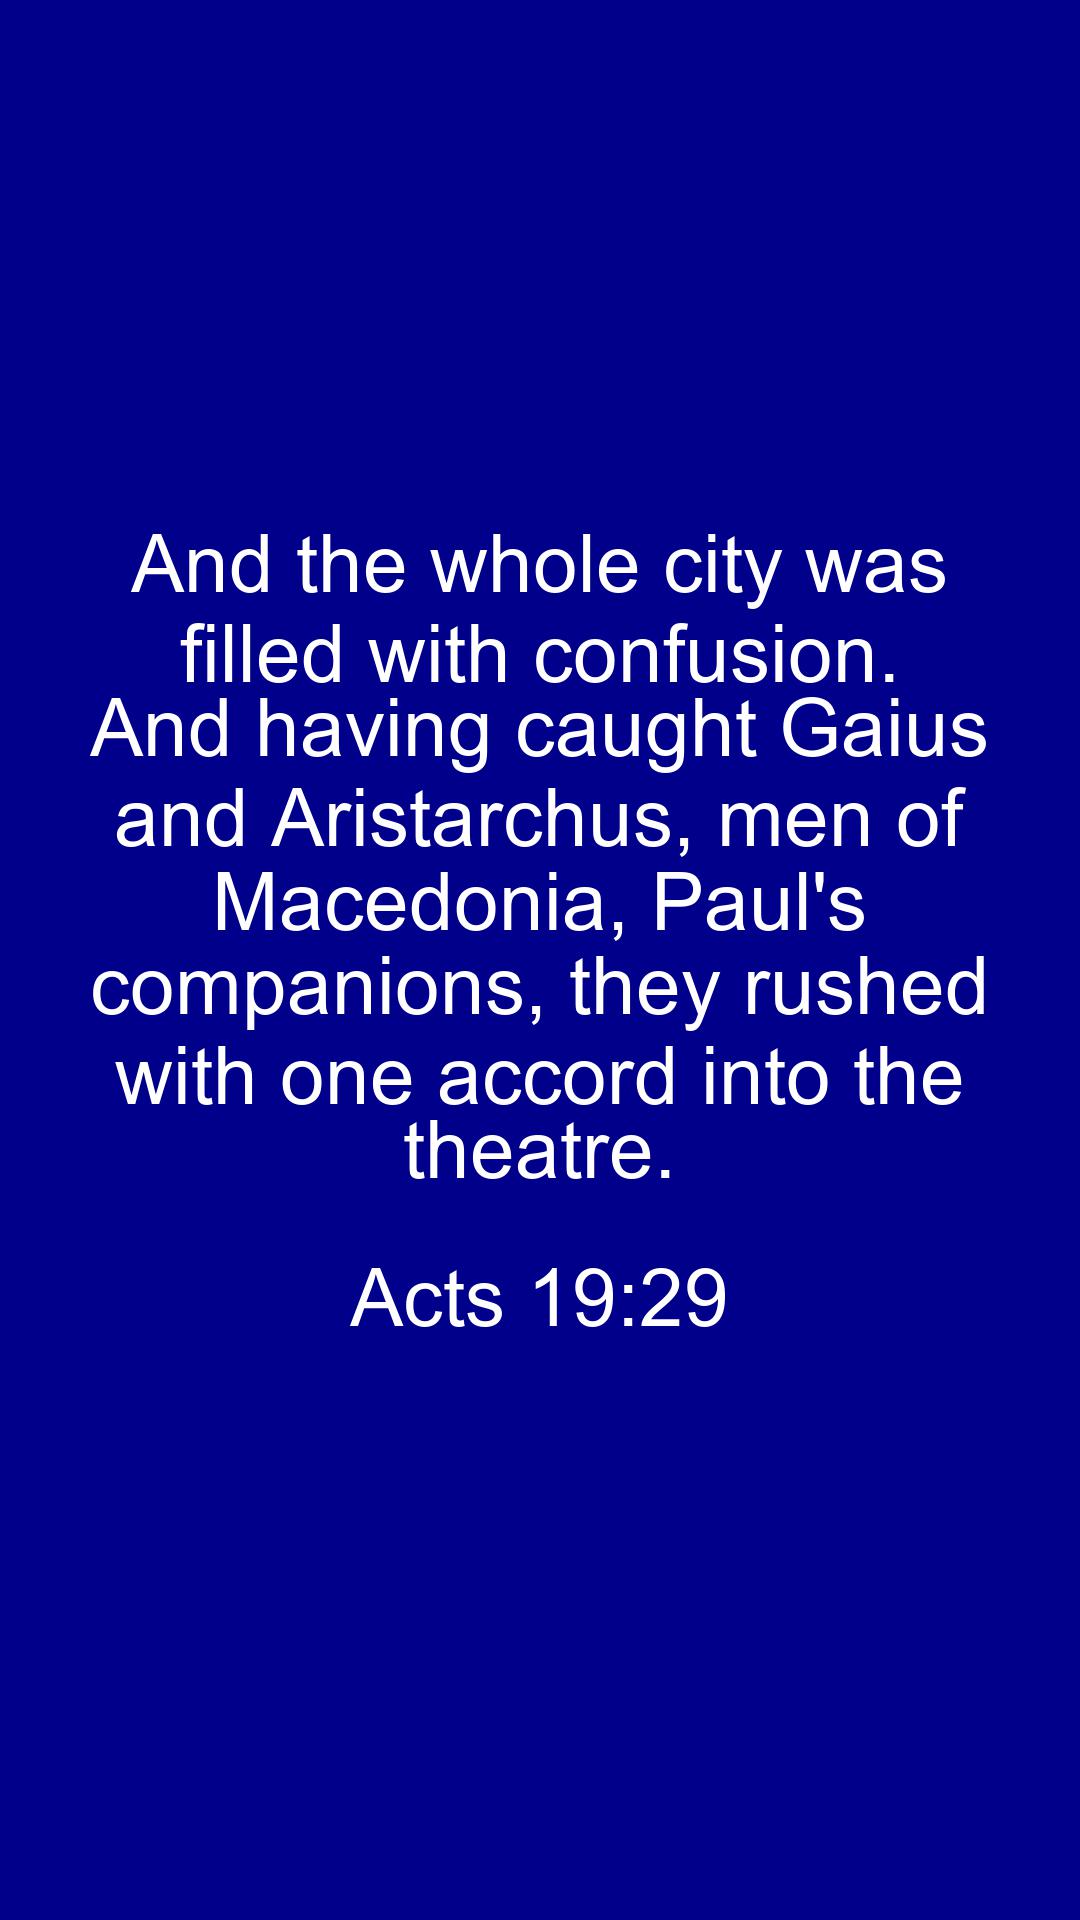 And the whole city was
filled with confusion.
And having caught Gaius
and Aristarchus, men of
Macedonia, Paul's
companions, they rushed
with one accord into the
theatre.
Acts 19:29